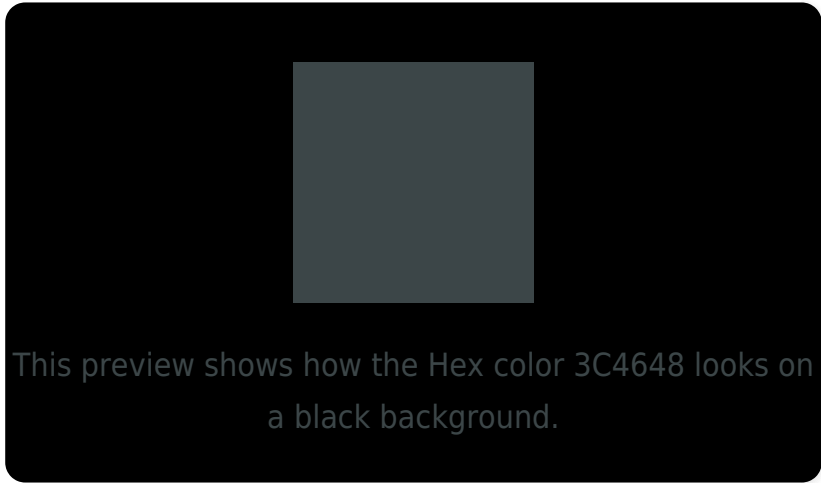 This preview shows how the Hex color 3C4648 looks on
a black background.